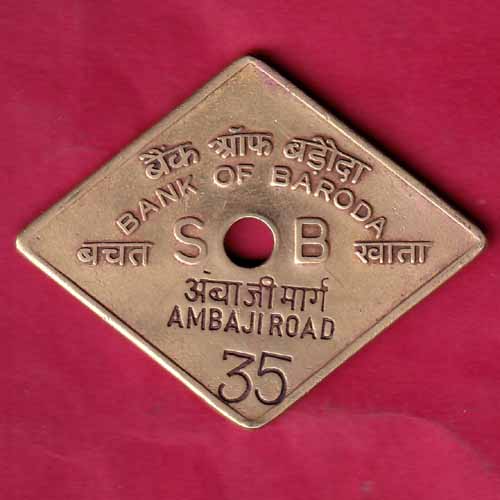 बैंक ऑफ बड़ौदा
BANK OF BARODA
बचत S B खाता
अंबाजी मार्ग
AMBAJI ROAD
35